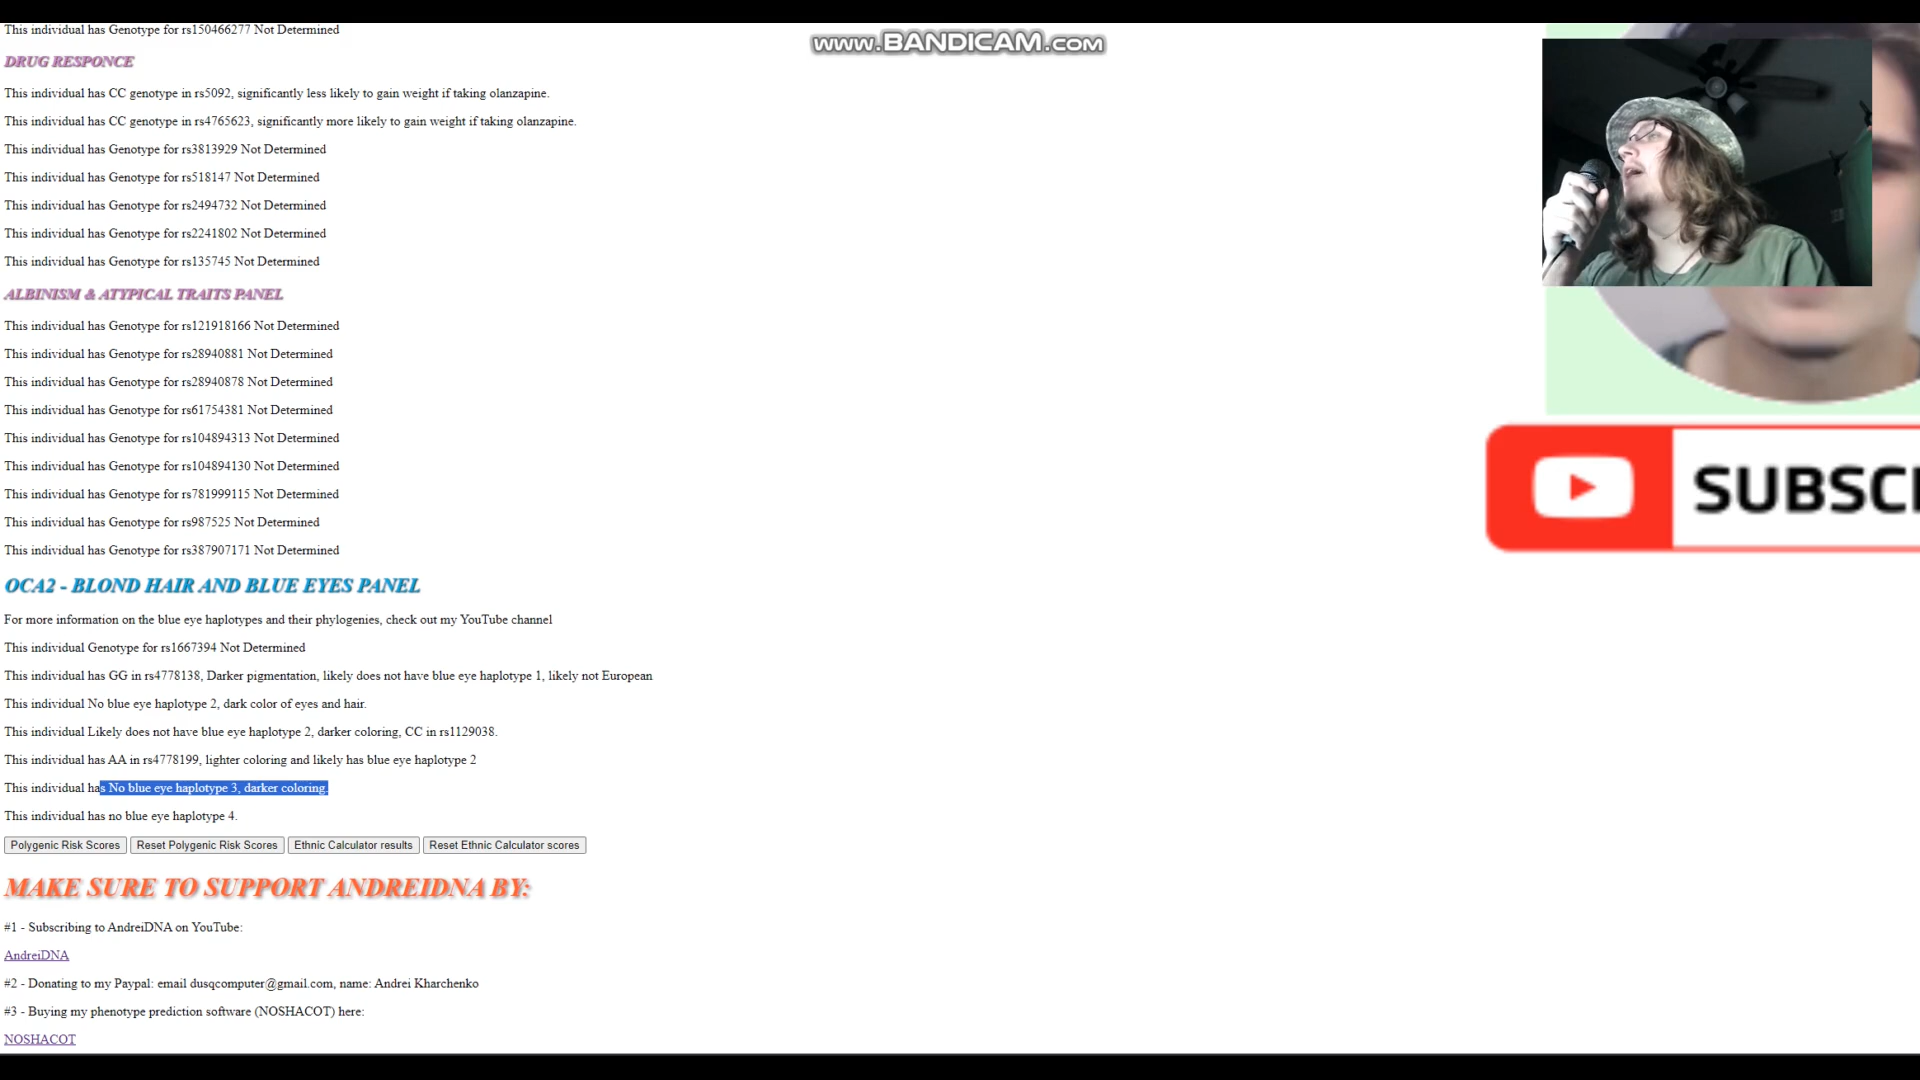 This individual has Genotype for rs150466277 Not Determined
www.BANDICAM.com
DRUG RESPONCE
This individual has CC genotype in rs5092, significantly less likely to gain weight if taking olanzapine.
This individual has CC genotype in rs4765623, significantly more likely to gain weight if taking olanzapine.
This individual has Genotype for rs3813929 Not Determined
This individual has Genotype for rs518147 Not Determined
This individual has Genotype for rs2494732 Not Determined
This individual has Genotype for rs2241802 Not Determined
This individual has Genotype for rs135745 Not Determined
ALBINISM & ATYPICAL TRAITS PANEL
This individual has Genotype for rs121918166 Not Determined
This individual has Genotype for rs28940881 Not Determined
This individual has Genotype for rs28940878 Not Determined
This individual has Genotype for rs61754381 Not Determined
This individual has Genotype for rs104894313 Not Determined
This individual has Genotype for rs104894130 Not Determined
This individual has Genotype for rs781999115 Not Determined
SUBSC
This individual has Genotype for rs987525 Not Determined
This individual has Genotype for rs387907171 Not Determined
OCA2 - BLOND HAIR AND BLUE EYES PANEL
For more information on the blue eye haplotypes and their phylogenies, check out my YouTube channel
This individual Genotype for rs1667394 Not Determined
This individual has GG in rs4778138, Darker pigmentation, likely does not have blue eye haplotype 1, likely not European
This individual No blue eye haplotype 2, dark color of eyes and hair.
This individual Likely does not have blue eye haplotype 2, darker coloring, CC in rs1129038.
This individual has AA in rs4778199, lighter coloring and likely has blue eye haplotype 2
This individual has No blue eye haplotype 3, darker coloring.
This individual has no blue eye haplotype 4.
Polygenic Risk Scores Reset Polygenic Risk Scores Ethnic Calculator results Reset Ethnic Calculator scores
MAKE SURE TO SUPPORT ANDREIDNA BY:
#1 - Subscribing to AndreiDNA on YouTube:
AndreiDNA
#2 - Donating to my Paypal: email dusqcomputer@gmail.com, name: Andrei Kharchenko
#3 - Buying my phenotype prediction software (NOSHACOT) here:
NOSHACOT